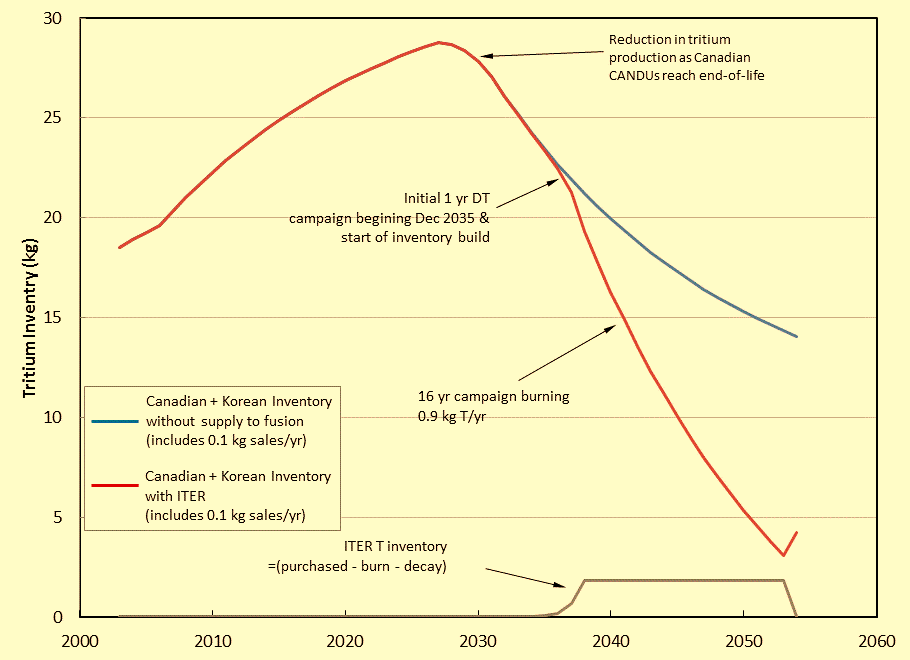 30
25
20
15
10
5
0
2000
2010
2020
2030
2040
2050
2060
Tritium Inventry (kg)
Reduction in tritium
production as Canadian
CANDUs reach end-of-life
Initial 1 yr DT
campaign begining Dec 2035 &
start of inventory build
16 yr campaign burning
0.9 kg T/yr
Canadian + Korean Inventory
without supply to fusion
(includes 0.1 kg sales/yr)
Canadian + Korean Inventory
with ITER
(includes 0.1 kg sales/yr)
ITER T inventory
=(purchased - burn - decay)